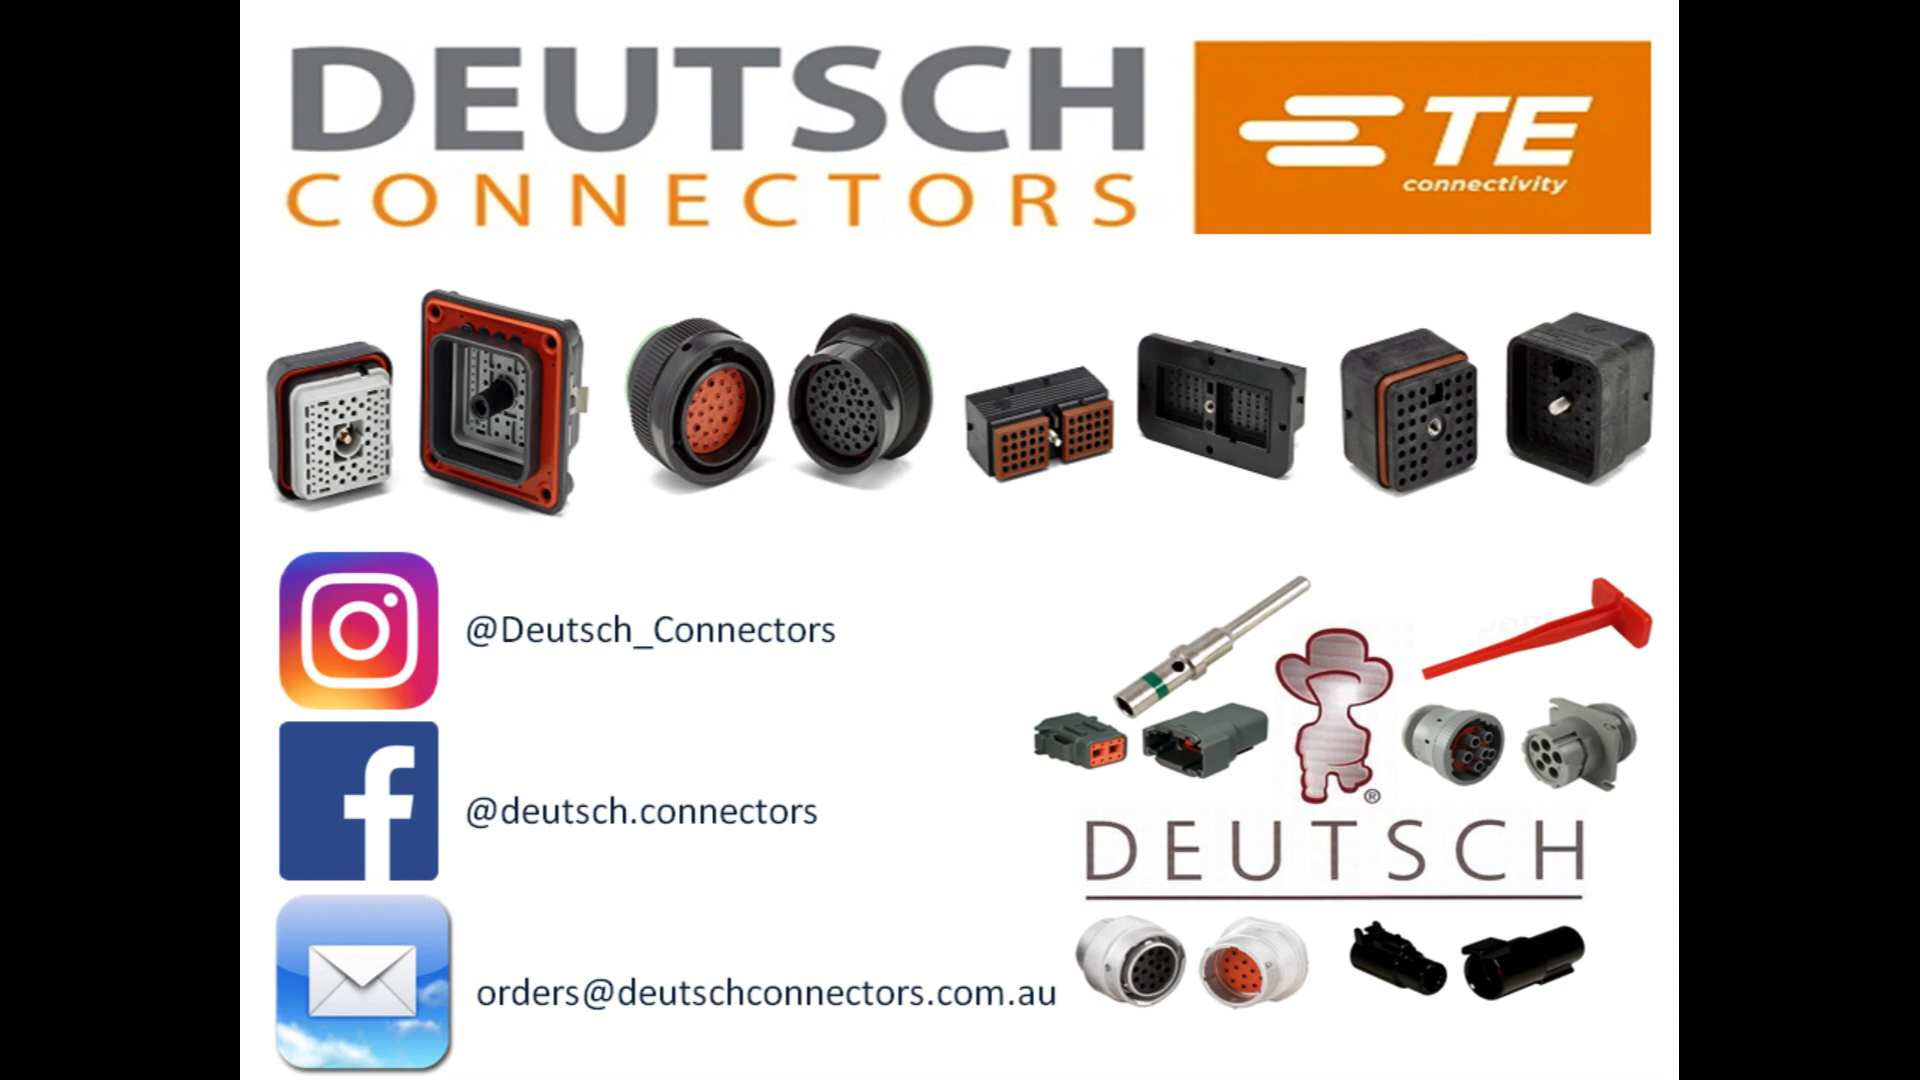 DEUTSCH
CONNECTORS
TE
connectivity
@Deutsch_Connectors
@deutsch.connectors
®
DEUTSCH
orders@deutschconnectors.com.au